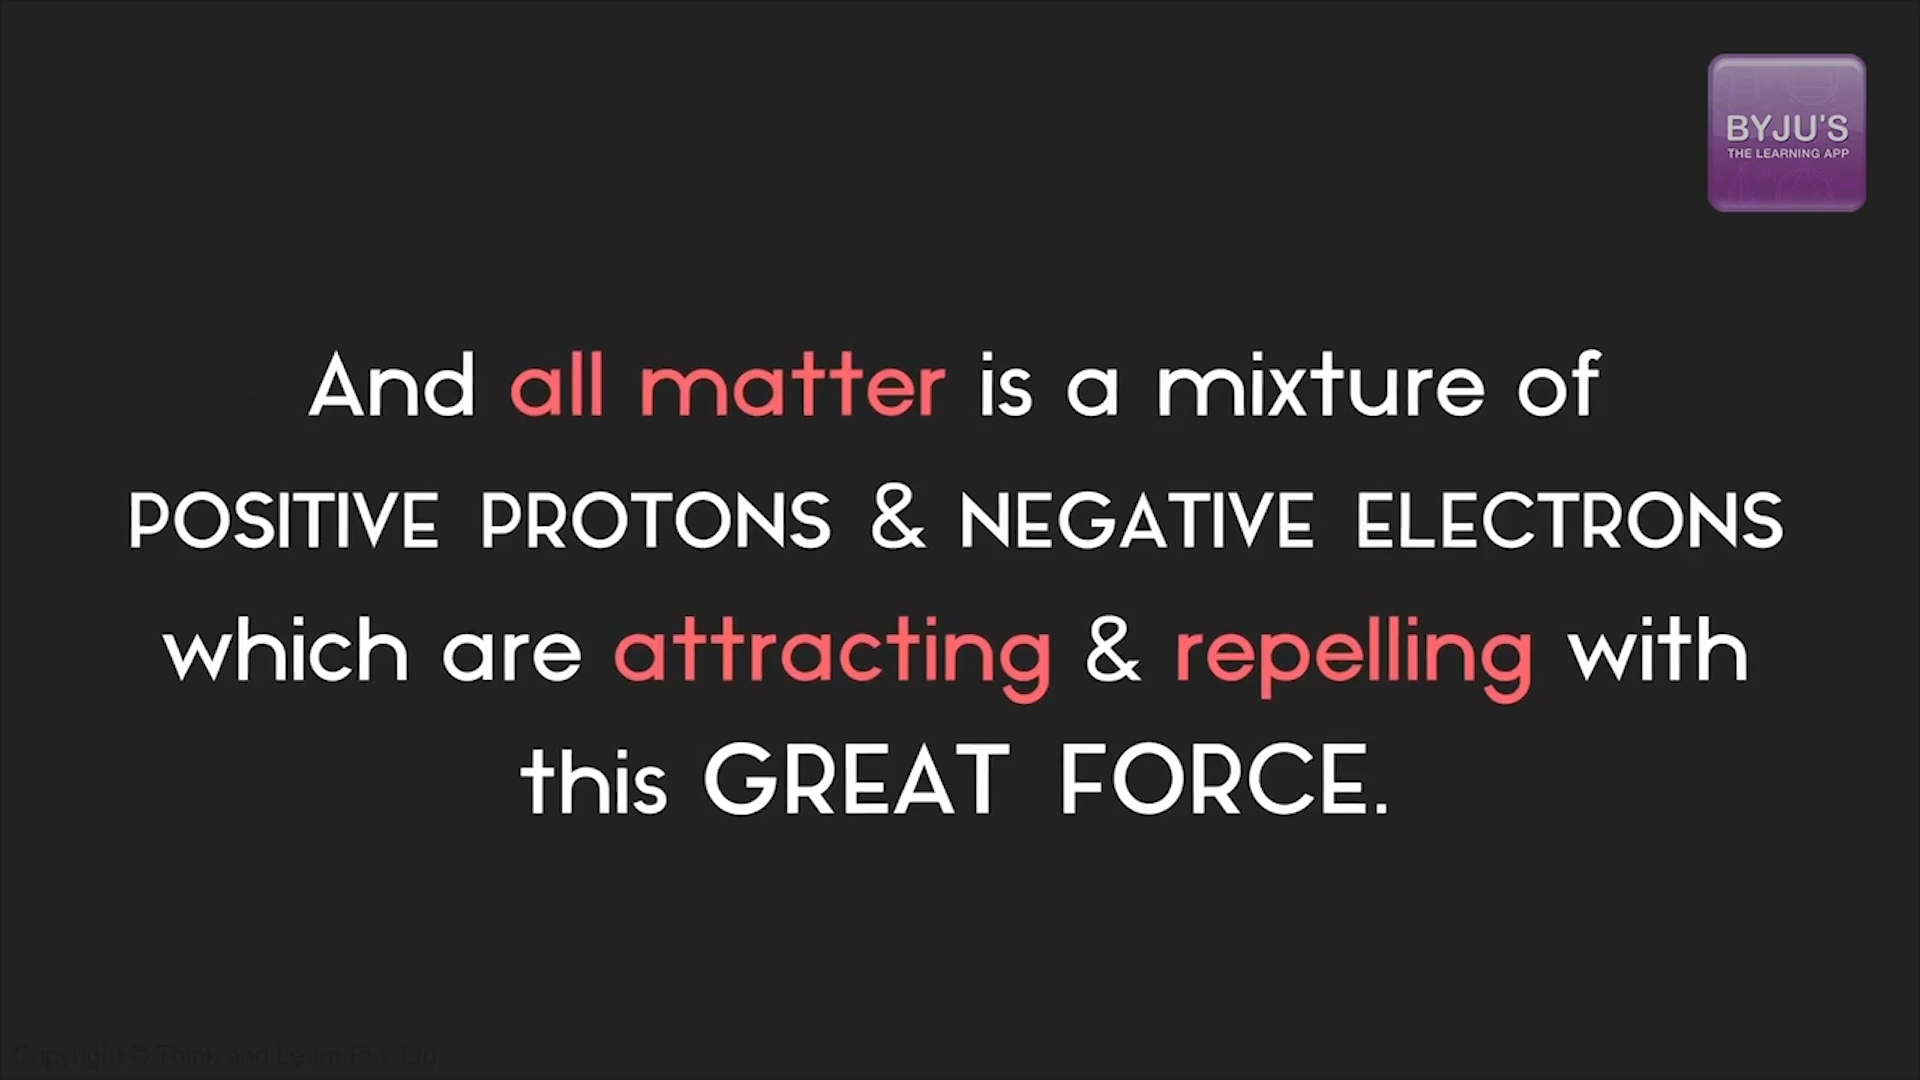 BYJU'S
THE LEARNING APP
And all matter is a mixture of
POSITIVE PROTONS & NEGATIVE ELECTRONS
which are attracting & repelling with
this GREAT FORCE.
Copyright © Think and Learn Pvt. Ltd.